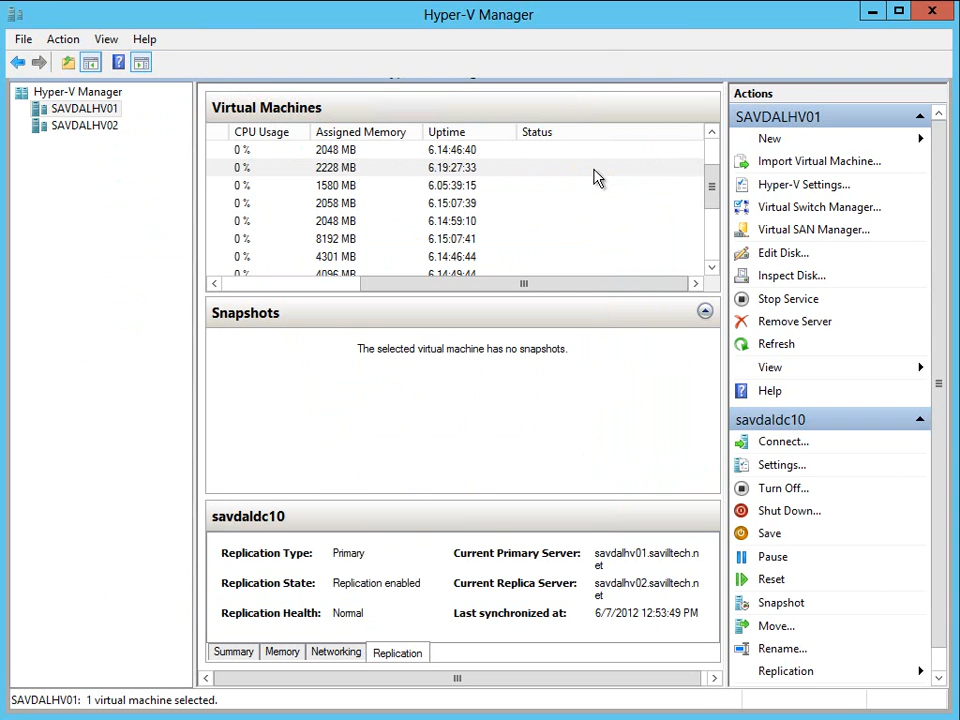 Hyper-V Manager
File Action View Help
Hyper-V Manager
SAVDALHV01
SAVDALHV02
Virtual Machines
CPU Usage Assigned Memory Uptime Status
0 % 2048 MB 6.14:46:40
0 % 2228 MB 6.19:27:33
0 % 1580 MB 6.05:39:15
0 % 2058 MB 6.15:07:39
0 % 2048 MB 6.14:59:10
0 % 8192 MB 6.15:07:41
0 % 4301 MB 6.14:46:44
0 % 4096 MB 6.14:49:44
Snapshots
The selected virtual machine has no snapshots.
savdaldc10
Replication Type: Primary
Replication State: Replication enabled
Replication Health: Normal
Current Primary Server: savdalhv01.savilltech.n
et
Current Replica Server: savdalhv02.savilltech.n
et
Last synchronized at: 6/7/2012 12:53:49 PM
Summary Memory Networking Replication
Actions
SAVDALHV01
New
Import Virtual Machine...
Hyper-V Settings...
Virtual Switch Manager...
Virtual SAN Manager...
Edit Disk...
Inspect Disk...
Stop Service
Remove Server
Refresh
View
Help
savdaldc10
Connect...
Settings...
Turn Off...
Shut Down...
Save
Pause
Reset
Snapshot
Move...
Rename...
Replication
SAVDALHV01: 1 virtual machine selected.